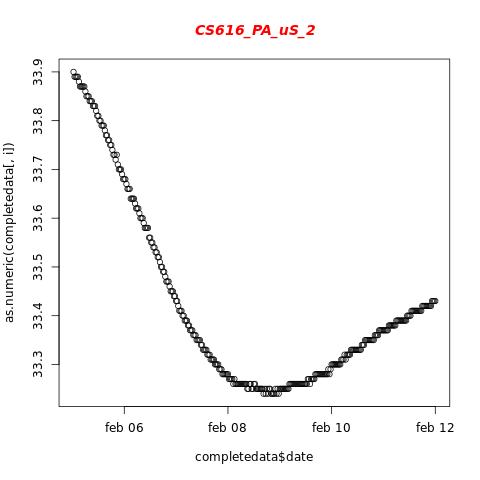 CS616_PA_uS_2
as.numeric(completedata[, i])
33.9
33.8
33.7
33.6
33.5
33.4
33.3
feb 06 feb 08 feb 10 feb 12
completedata$date